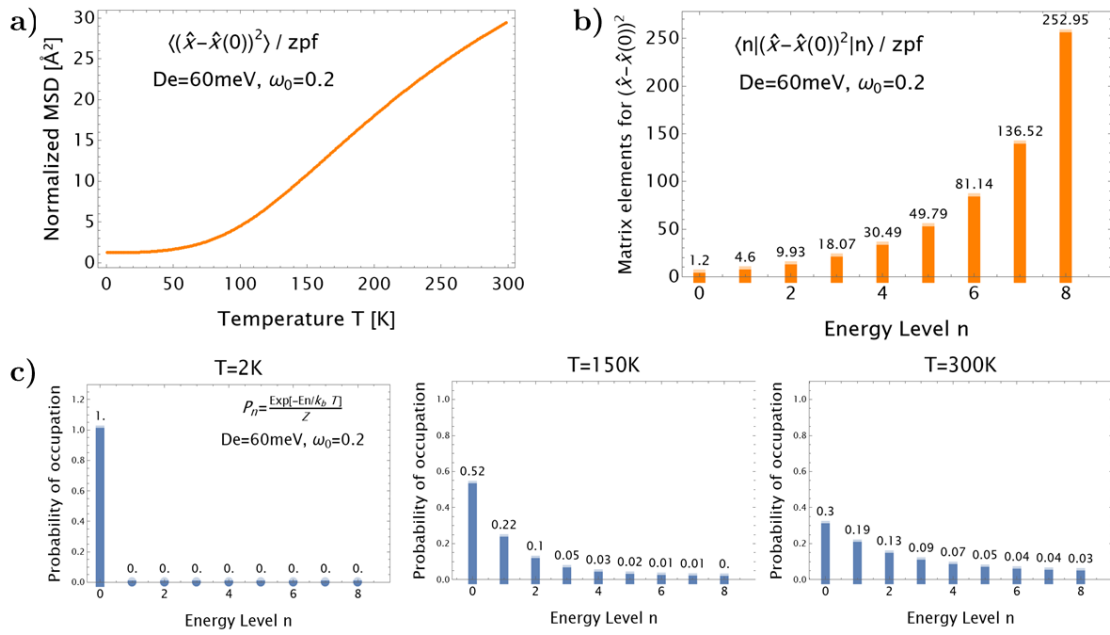 a)
⟨(x̂−x̂(0))²⟩ / zpf
De=60meV, ω₀=0.2
Normalized MSD [Å²]
30
25
20
15
10
5
0
0 50 100 150 200 250 300
Temperature T [K]
b)
⟨n|(x̂−x̂(0))²|n⟩ / zpf
De=60meV, ω₀=0.2
Matrix elements for (x̂−x̂(0))²
250
200
150
100
50
0
1.2 4.6 9.93 18.07 30.49 49.79 81.14 136.52 252.95
0 2 4 6 8
Energy Level n
c)
T=2K
Pₙ=Exp[−En/k_b T]/Z
De=60meV, ω₀=0.2
Probability of occupation
1.2
1.0
0.8
0.6
0.4
0.2
0.0
1. 0. 0. 0. 0. 0. 0. 0. 0.
0 2 4 6 8
Energy Level n
T=150K
Probability of occupation
1.0
0.8
0.6
0.4
0.2
0.0
0.52 0.22 0.1 0.05 0.03 0.02 0.01 0.01 0.
0 2 4 6 8
Energy Level n
T=300K
Probability of occupation
1.0
0.8
0.6
0.4
0.2
0.0
0.3 0.19 0.13 0.09 0.07 0.05 0.04 0.04 0.03
0 2 4 6 8
Energy Level n